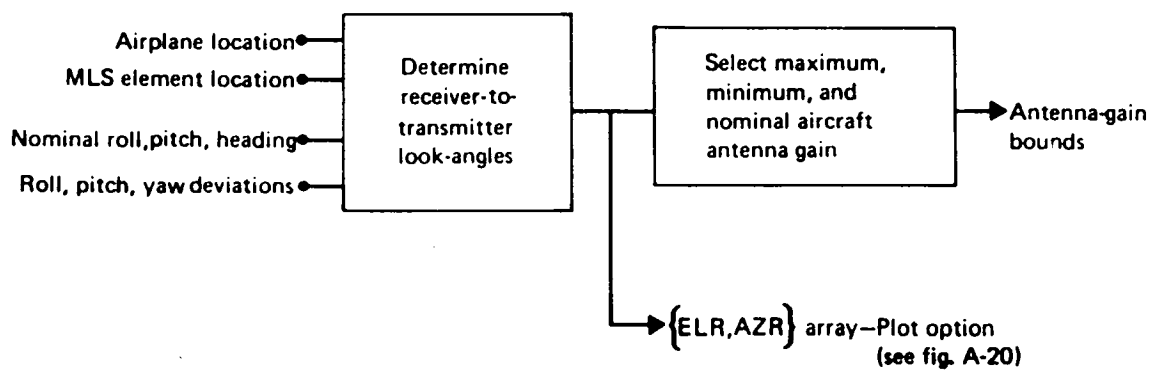 Airplane location
MLS element location
Nominal roll,pitch, heading
Roll, pitch, yaw deviations
Determine
receiver-to-
transmitter
look-angles
Select maximum,
minimum, and
nominal aircraft
antenna gain
Antenna-gain
bounds
{ELR,AZR} array—Plot option
(see fig. A-20)